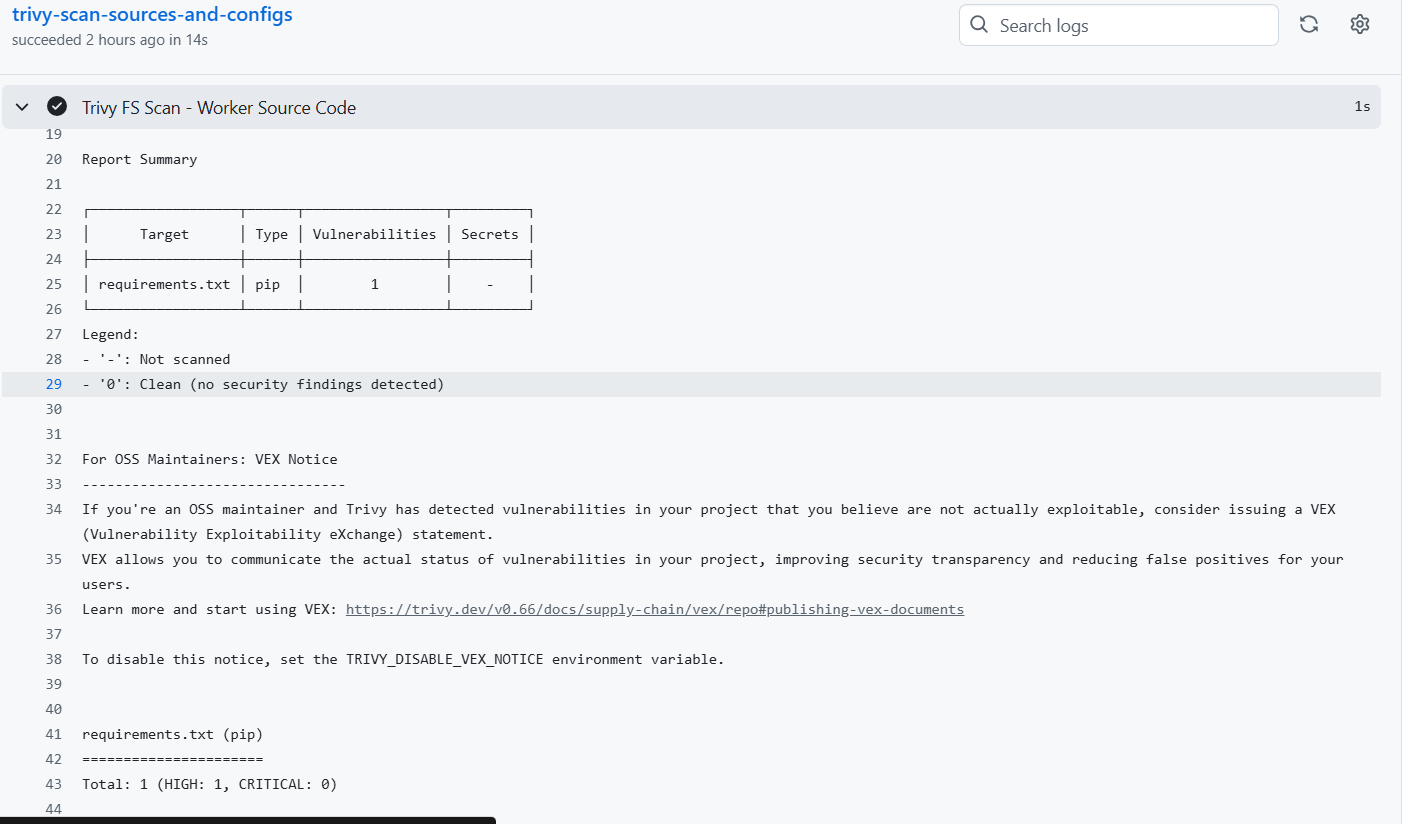 trivy-scan-sources-and-configs
succeeded 2 hours ago in 14s
Search logs
Trivy FS Scan - Worker Source Code 1s
19
20 Report Summary
21
22 ┌──────────────────┬──────┬─────────────────┬─────────┐
23 │      Target      │ Type │ Vulnerabilities │ Secrets │
24 ├──────────────────┼──────┼─────────────────┼─────────┤
25 │ requirements.txt │ pip  │        1        │    -    │
26 └──────────────────┴──────┴─────────────────┴─────────┘
27 Legend:
28 - '-': Not scanned
29 - '0': Clean (no security findings detected)
30
31
32 For OSS Maintainers: VEX Notice
33 --------------------------------
34 If you're an OSS maintainer and Trivy has detected vulnerabilities in your project that you believe are not actually exploitable, consider issuing a VEX
(Vulnerability Exploitability eXchange) statement.
35 VEX allows you to communicate the actual status of vulnerabilities in your project, improving security transparency and reducing false positives for your
users.
36 Learn more and start using VEX: https://trivy.dev/v0.66/docs/supply-chain/vex/repo#publishing-vex-documents
37
38 To disable this notice, set the TRIVY_DISABLE_VEX_NOTICE environment variable.
39
40
41 requirements.txt (pip)
42 ======================
43 Total: 1 (HIGH: 1, CRITICAL: 0)
44